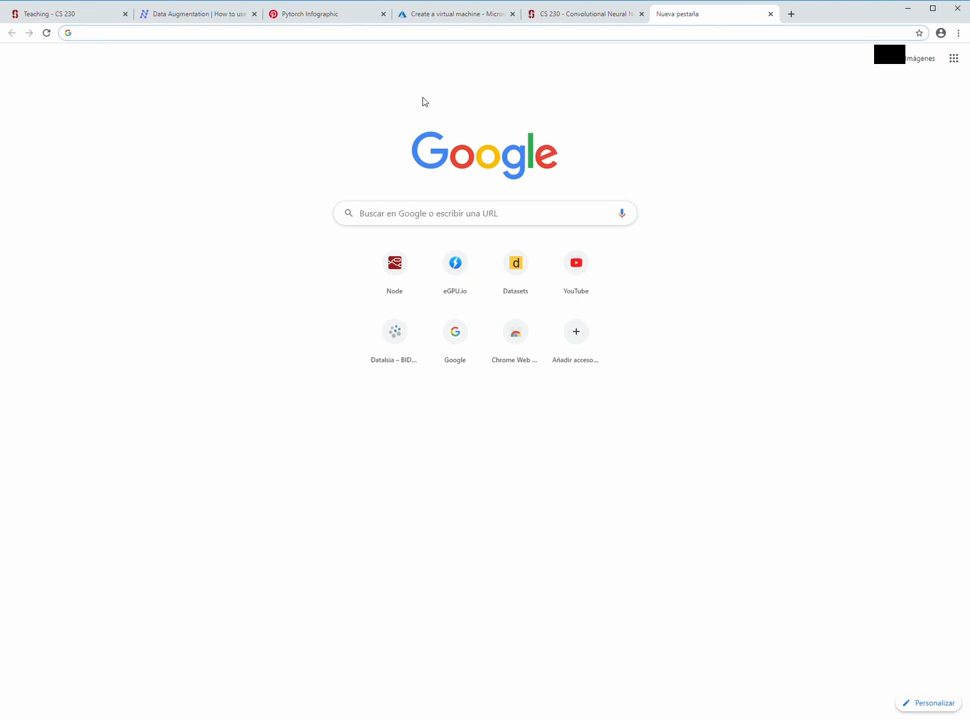 Teaching - CS 230
Data Augmentation | How to use
Pytorch Infographic
Create a virtual machine - Micros
CS 230 - Convolutional Neural N
Nueva pestaña
Imágenes
Google
Buscar en Google o escribir una URL
Node
eGPU.io
d
Datasets
YouTube
DataIsia – BID...
Google
Chrome Web ...
Añadir acceso...
Personalizar